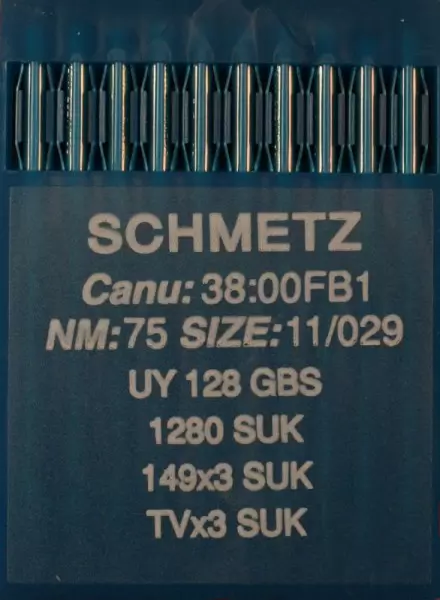 SCHMETZ
Canu: 38:00FB1
NM:75 SIZE:11/029
UY 128 GBS
1280 SUK
149x3 SUK
TVx3 SUK